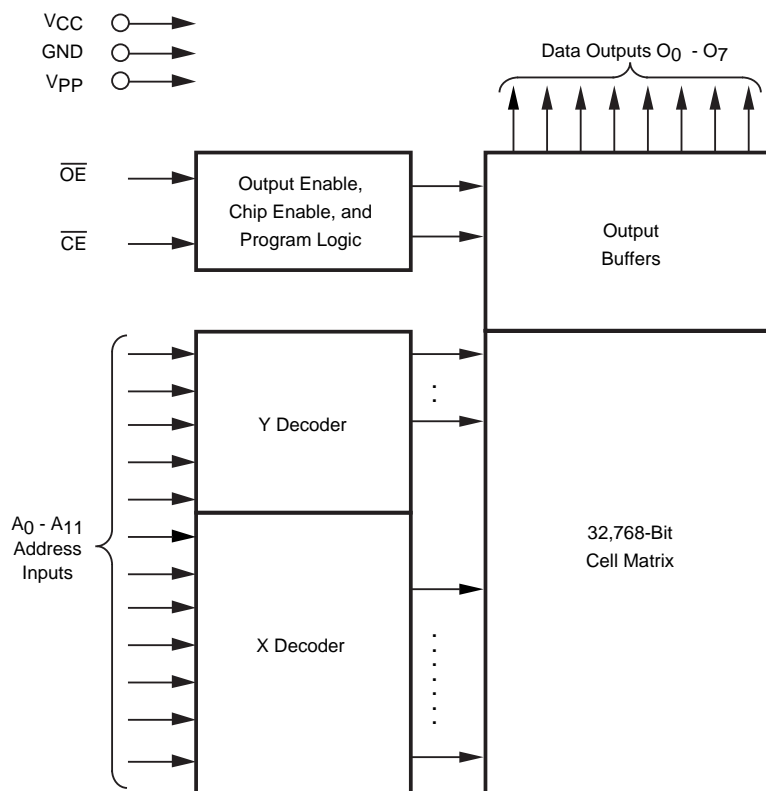 VCC
GND
VPP
Data Outputs O0 - O7
OE
CE
Output Enable,
Chip Enable, and
Program Logic
Output
Buffers
Y Decoder
A0 - A11
Address
Inputs
X Decoder
32,768-Bit
Cell Matrix